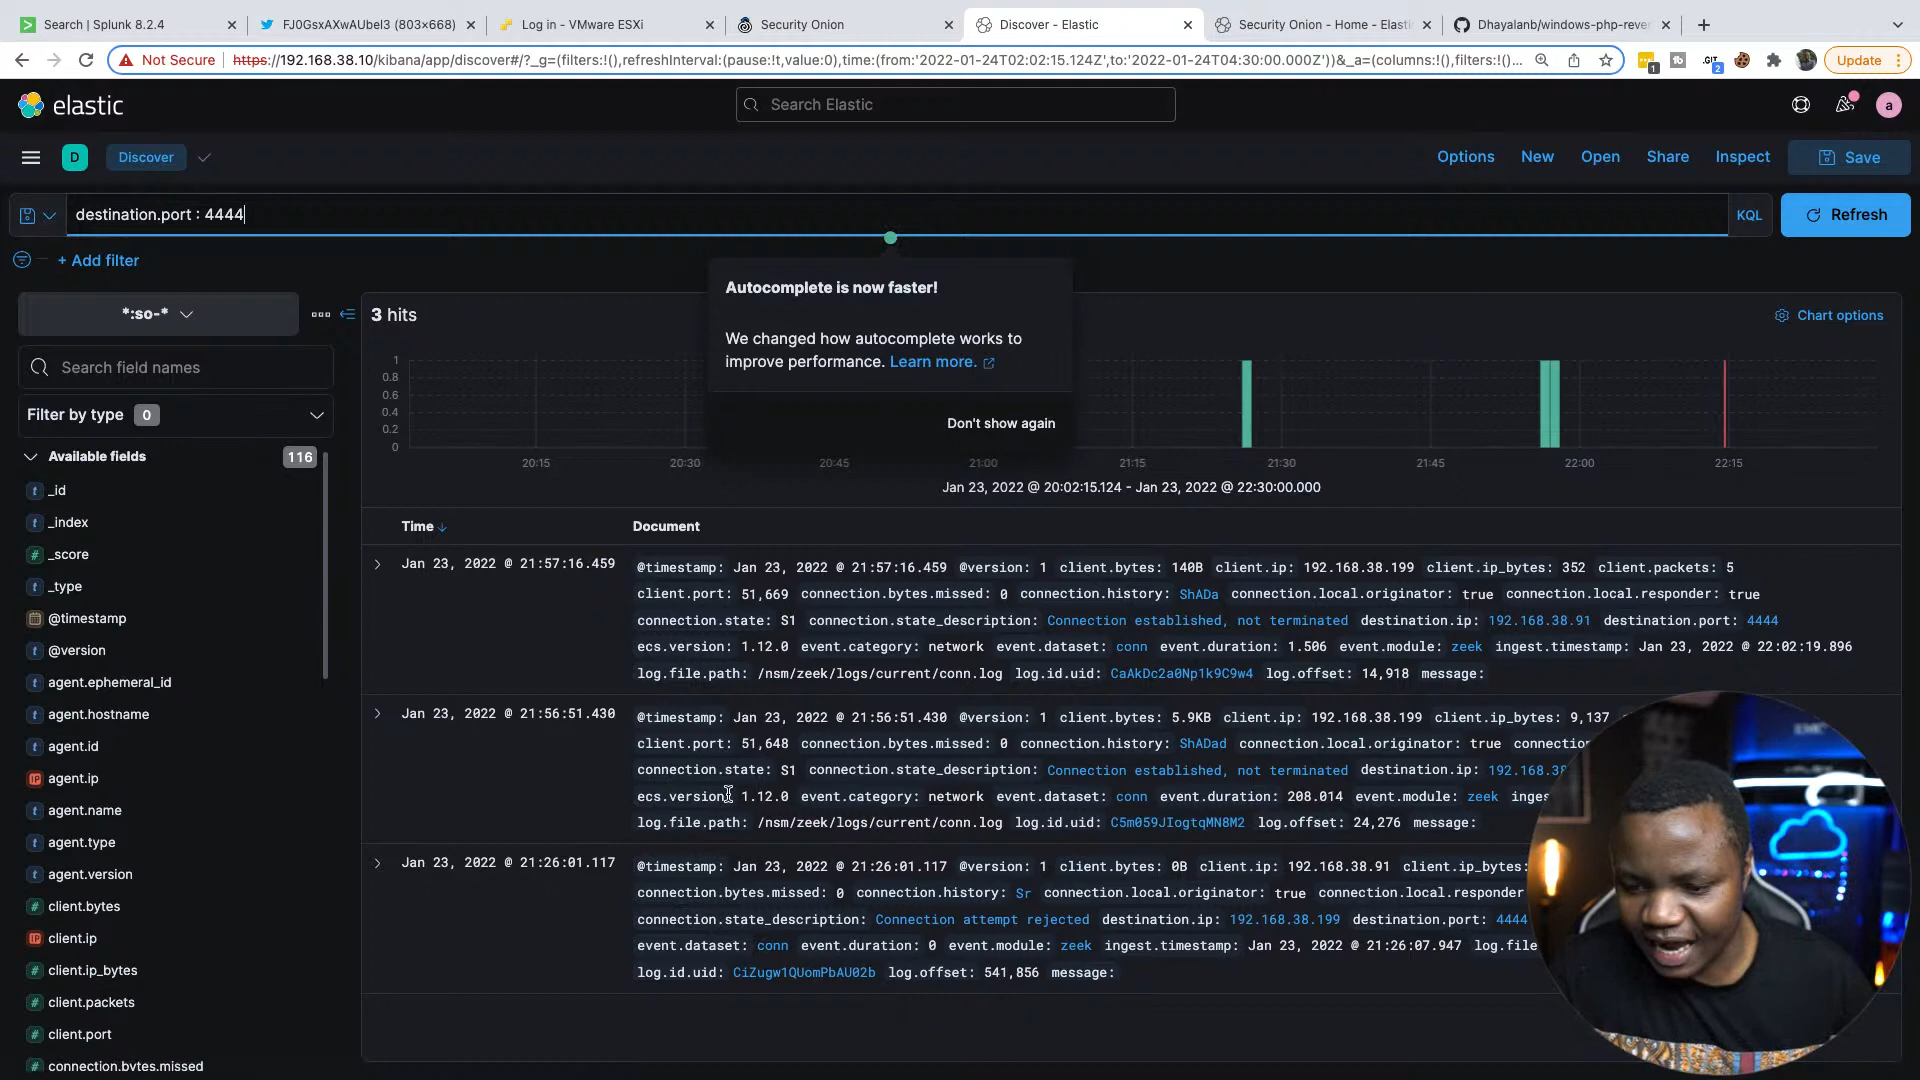 Search | Splunk 8.2.4
FJ0GsxAXwAUbeI3 (803×668)
Log in - VMware ESXi
Security Onion
Discover - Elastic
Security Onion - Home - Elasti
Dhayalanb/windows-php-rever
Not Secure https://192.168.38.10/kibana/app/discover#/?_g=(filters:!(),refreshInterval:(pause:!t,value:0),time:(from:'2022-01-24T02:02:15.124Z',to:'2022-01-24T04:30:00.000Z'))&_a=(columns:!(),filters:!()...
1
2
Update
elastic
Search Elastic
a
D
Discover
Options
New
Open
Share
Inspect
Save
destination.port : 4444
KQL
Refresh
+ Add filter
*:so-*
3 hits
Chart options
Autocomplete is now faster!
We changed how autocomplete works to
improve performance. Learn more.
Don't show again
Search field names
Filter by type 0
Available fields 116
t _id
t _index
# _score
t _type
@timestamp
t @version
t agent.ephemeral_id
t agent.hostname
t agent.id
IP agent.ip
t agent.name
t agent.type
t agent.version
# client.bytes
IP client.ip
# client.ip_bytes
# client.packets
# client.port
# connection.bytes.missed
1
0.8
0.6
0.4
0.2
0
20:15
20:30
20:45
21:00
21:15
21:30
21:45
22:00
22:15
Jan 23, 2022 @ 20:02:15.124 - Jan 23, 2022 @ 22:30:00.000
Time
Document
Jan 23, 2022 @ 21:57:16.459
@timestamp: Jan 23, 2022 @ 21:57:16.459 @version: 1 client.bytes: 140B client.ip: 192.168.38.199 client.ip_bytes: 352 client.packets: 5
client.port: 51,669 connection.bytes.missed: 0 connection.history: ShADa connection.local.originator: true connection.local.responder: true
connection.state: S1 connection.state_description: Connection established, not terminated destination.ip: 192.168.38.91 destination.port: 4444
ecs.version: 1.12.0 event.category: network event.dataset: conn event.duration: 1.506 event.module: zeek ingest.timestamp: Jan 23, 2022 @ 22:02:19.896
log.file.path: /nsm/zeek/logs/current/conn.log log.id.uid: CaAkDc2a0Np1k9C9w4 log.offset: 14,918 message:
Jan 23, 2022 @ 21:56:51.430
@timestamp: Jan 23, 2022 @ 21:56:51.430 @version: 1 client.bytes: 5.9KB client.ip: 192.168.38.199 client.ip_bytes: 9,137
client.port: 51,648 connection.bytes.missed: 0 connection.history: ShADad connection.local.originator: true connectio
connection.state: S1 connection.state_description: Connection established, not terminated destination.ip: 192.168.38
ecs.version: 1.12.0 event.category: network event.dataset: conn event.duration: 208.014 event.module: zeek inges
log.file.path: /nsm/zeek/logs/current/conn.log log.id.uid: C5m059JIogtqMN8M2 log.offset: 24,276 message:
Jan 23, 2022 @ 21:26:01.117
@timestamp: Jan 23, 2022 @ 21:26:01.117 @version: 1 client.bytes: 0B client.ip: 192.168.38.91 client.ip_bytes:
connection.bytes.missed: 0 connection.history: Sr connection.local.originator: true connection.local.responder
connection.state_description: Connection attempt rejected destination.ip: 192.168.38.199 destination.port: 4444
event.dataset: conn event.duration: 0 event.module: zeek ingest.timestamp: Jan 23, 2022 @ 21:26:07.947 log.file
log.id.uid: CiZugw1QUomPbAU02b log.offset: 541,856 message: